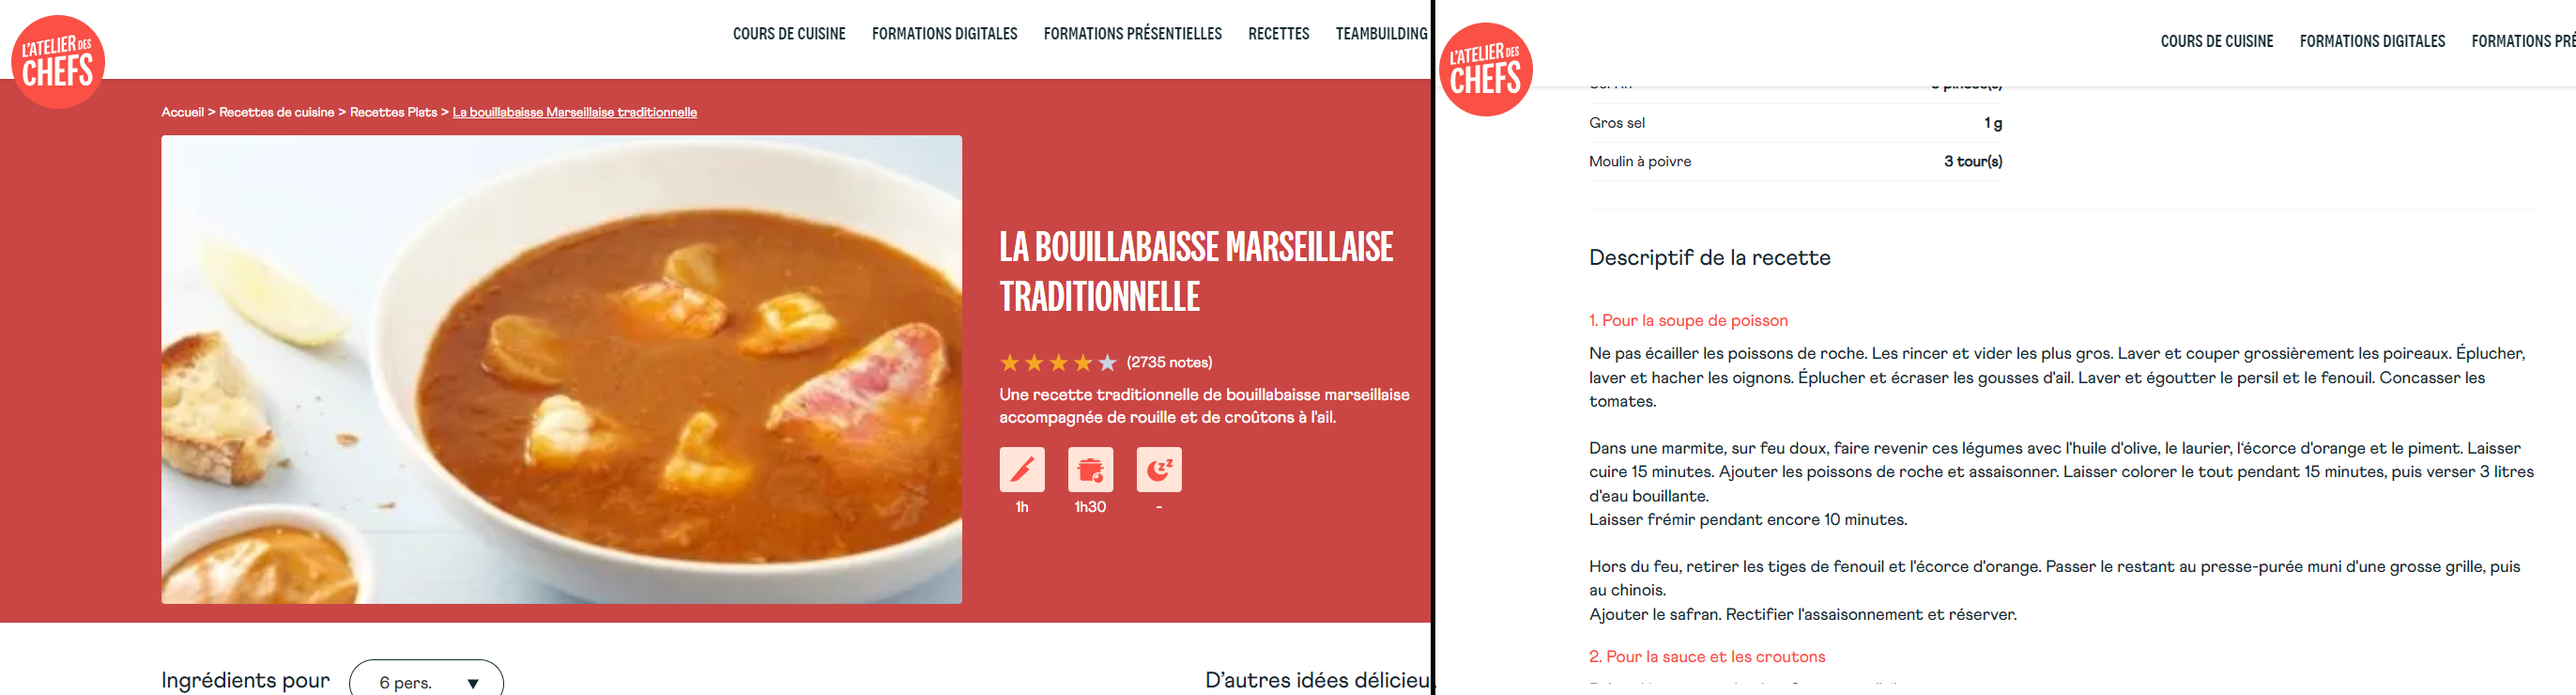 L'ATELIER DES
CHEFS
COURS DE CUISINE FORMATIONS DIGITALES FORMATIONS PRÉSENTIELLES RECETTES TEAMBUILDING
Accueil > Recettes de cuisine > Recettes Plats > La bouillabaisse Marseillaise traditionnelle
LA BOUILLABAISSE MARSEILLAISE
TRADITIONNELLE
(2735 notes)
Une recette traditionnelle de bouillabaisse marseillaise
accompagnée de rouille et de croûtons à l'ail.
1h 1h30 -
Ingrédients pour 6 pers. ▼
D'autres idées
L'ATELIER DES
CHEFS
COURS DE CUISINE FORMATIONS DIGITALES FORMATIONS
Gros sel 1 g
Moulin à poivre 3 tour(s)
Descriptif de la recette
1. Pour la soupe de poisson
Ne pas écailler les poissons de roche. Les rincer et vider les plus gros. Laver et couper grossièrement les poireaux. Éplucher,
laver et hacher les oignons. Éplucher et écraser les gousses d'ail. Laver et égoutter le persil et le fenouil. Concasser les
tomates.
Dans une marmite, sur feu doux, faire revenir ces légumes avec l'huile d'olive, le laurier, l'écorce d'orange et le piment. Laisser
cuire 15 minutes. Ajouter les poissons de roche et assaisonner. Laisser colorer le tout pendant 15 minutes, puis verser 3 litres
d'eau bouillante.
Laisser frémir pendant encore 10 minutes.
Hors du feu, retirer les tiges de fenouil et l'écorce d'orange. Passer le restant au presse-purée muni d'une grosse grille, puis
au chinois.
Ajouter le safran. Rectifier l'assaisonnement et réserver.
2. Pour la sauce et les croutons